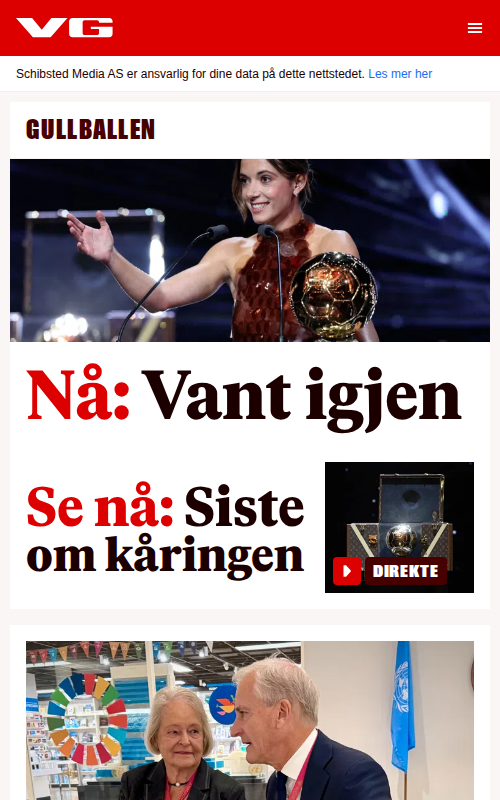 VG
Schibsted Media AS er ansvarlig for dine data på dette nettstedet. Les mer her
GULLBALLEN
Nå: Vant igjen
Se nå: Siste
om kåringen
DIREKTE